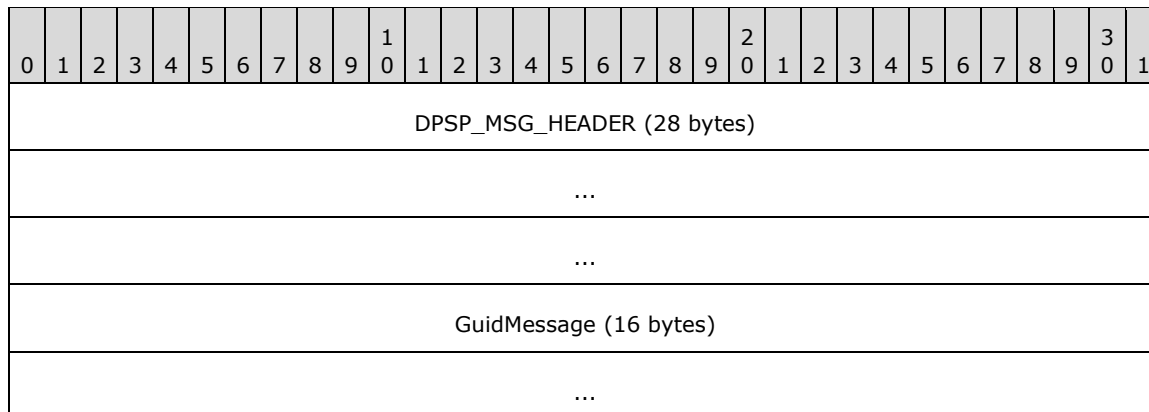 1 2 3
0 1 2 3 4 5 6 7 8 9 0 1 2 3 4 5 6 7 8 9 0 1 2 3 4 5 6 7 8 9 0 1
DPSP_MSG_HEADER (28 bytes)
...
...
GuidMessage (16 bytes)
...